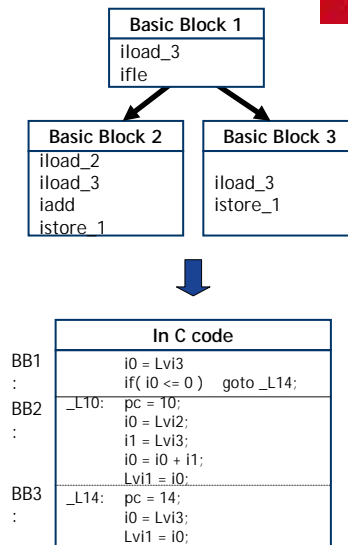 Basic Block 1
iload_3
ifle
Basic Block 2
iload_2
iload_3
iadd
istore_1
Basic Block 3
iload_3
istore_1
In C code
BB1 i0 = Lvi3
: if( i0 <= 0 ) goto _L14;
BB2 _L10: pc = 10;
i0 = Lvi2;
: i1 = Lvi3;
i0 = i0 + i1;
Lvi1 = i0;
BB3 _L14: pc = 14;
: i0 = Lvi3;
Lvi1 = i0;